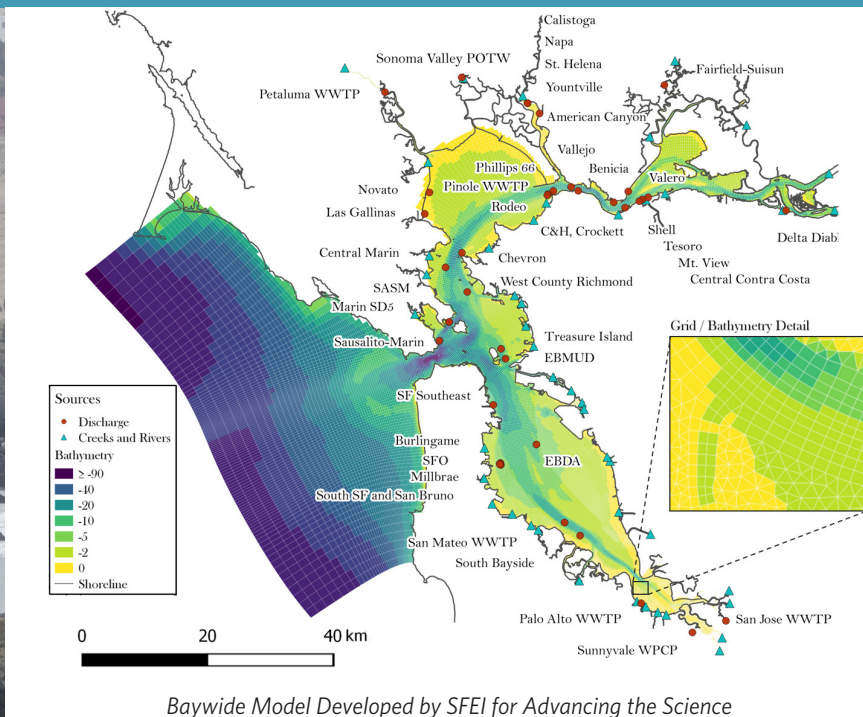 Calistoga
Napa
St. Helena
Yountville
American Canyon
Vallejo
Benicia
Sonoma Valley POTW
Petaluma WWTP
Fairfield-Suisun
Phillips 66
Pinole WWTP
Rodeo
Valero
Novato
Las Gallinas
C&H, Crockett
Shell
Tesoro
Mt. View
Central Contra Costa
Delta Diab
Central Marin
Chevron
SASM
West County Richmond
Marin SD5
Sausalito-Marin
Treasure Island
EBMUD
Grid / Bathymetry Detail
Sources
Discharge
Creeks and Rivers
Bathymetry
≥ -90
-40
-20
-10
-5
-2
0
Shoreline
SF Southeast
Burlingame
SFO
Millbrae
EBDA
South SF and San Bruno
San Mateo WWTP
South Bayside
Palo Alto WWTP
San Jose WWTP
Sunnyvale WPCP
0 20 40 km
Baywide Model Developed by SFEI for Advancing the Science